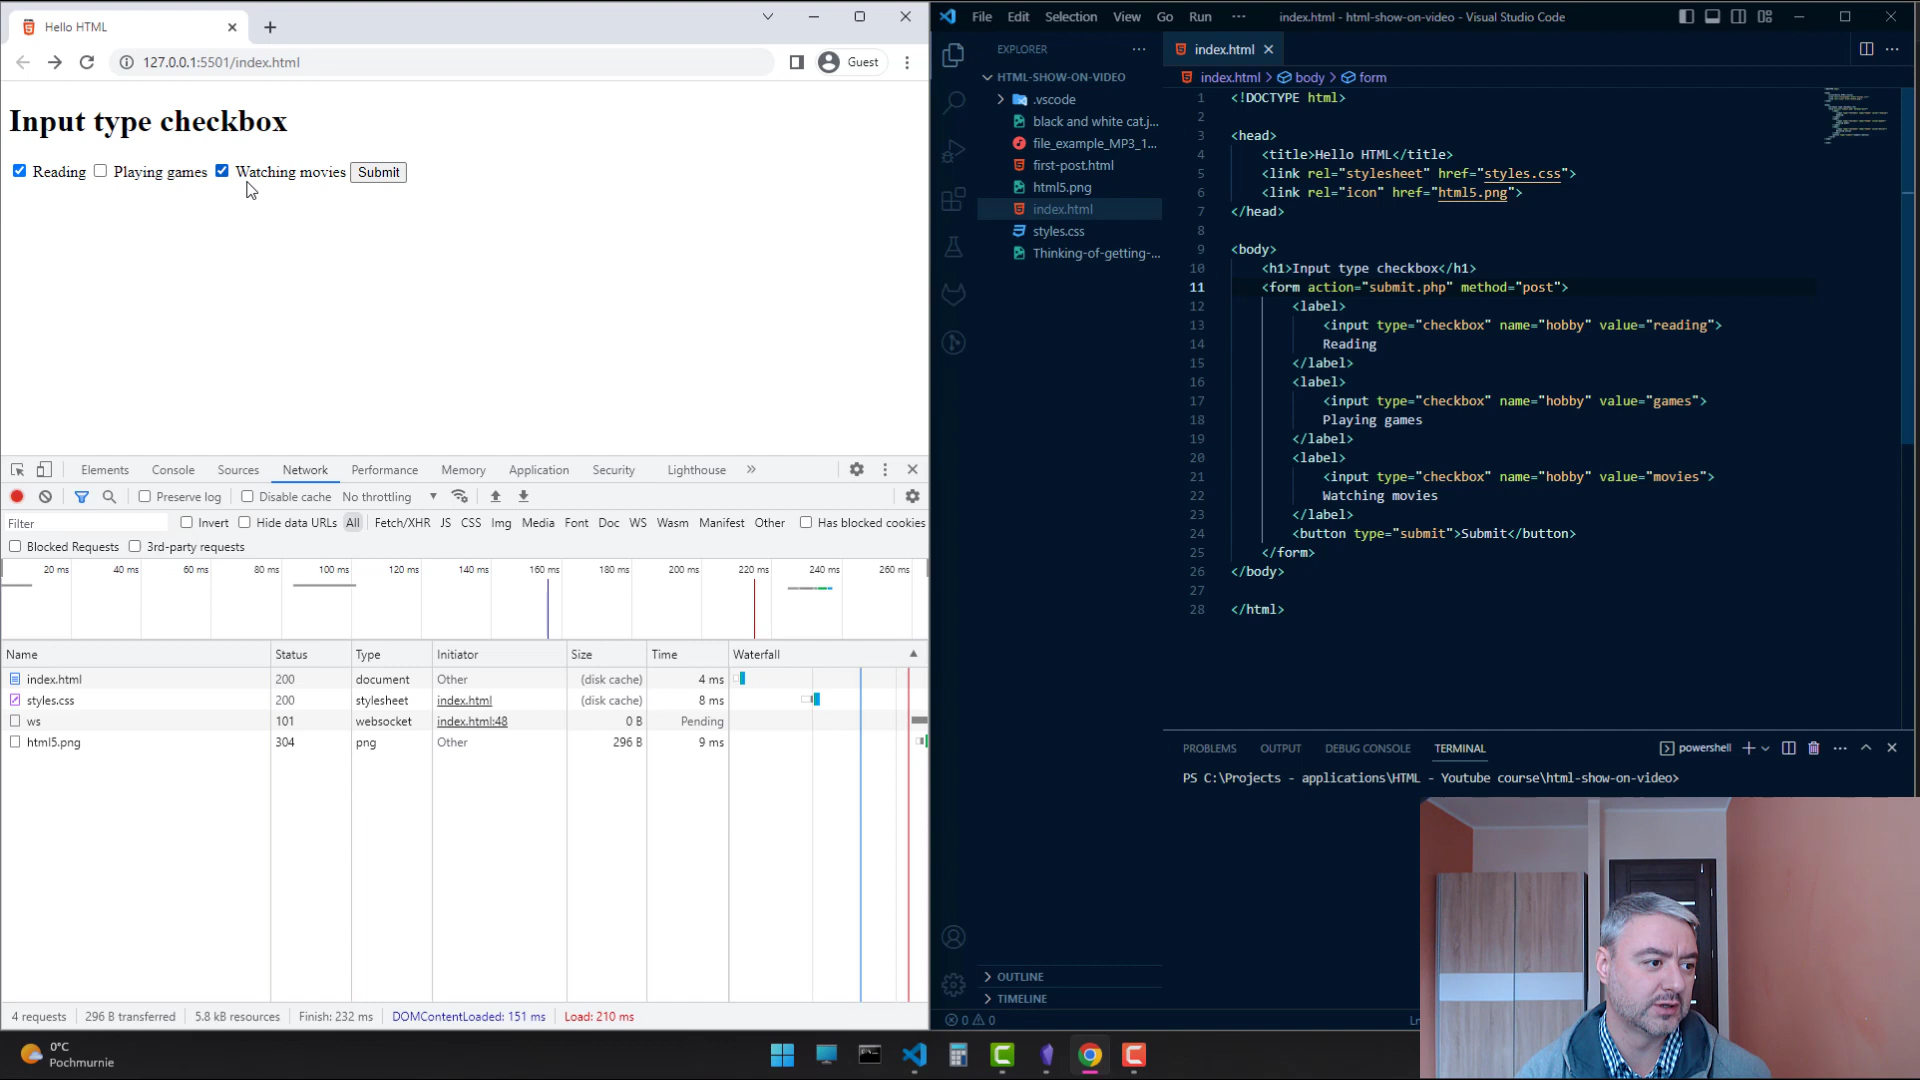 Hello HTML
127.0.0.1:5501/index.html
Guest
Input type checkbox
Reading Playing games Watching movies Submit
Elements Console Sources Network Performance Memory Application Security Lighthouse
Preserve log Disable cache No throttling
Filter Invert Hide data URLs All Fetch/XHR JS CSS Img Media Font Doc WS Wasm Manifest Other Has blocked cookies
Blocked Requests 3rd-party requests
20 ms 40 ms 60 ms 80 ms 100 ms 120 ms 140 ms 160 ms 180 ms 200 ms 220 ms 240 ms 260 ms
Name Status Type Initiator Size Time Waterfall
index.html 200 document Other (disk cache) 4 ms
styles.css 200 stylesheet index.html (disk cache) 8 ms
ws 101 websocket index.html:48 0 B Pending
html5.png 304 png Other 296 B 9 ms
4 requests 296 B transferred 5.8 kB resources Finish: 232 ms DOMContentLoaded: 151 ms Load: 210 ms
File Edit Selection View Go Run ··· index.html - html-show-on-video - Visual Studio Code
EXPLORER
HTML-SHOW-ON-VIDEO
.vscode
black and white cat.j...
file_example_MP3_1...
first-post.html
html5.png
index.html
styles.css
Thinking-of-getting-...
OUTLINE
TIMELINE
0 0
index.html
index.html > body > form
1 <!DOCTYPE html>
2
3 <head>
4 <title>Hello HTML</title>
5 <link rel="stylesheet" href="styles.css">
6 <link rel="icon" href="html5.png">
7 </head>
8
9 <body>
10 <h1>Input type checkbox</h1>
11 <form action="submit.php" method="post">
12 <label>
13 <input type="checkbox" name="hobby" value="reading">
14 Reading
15 </label>
16 <label>
17 <input type="checkbox" name="hobby" value="games">
18 Playing games
19 </label>
20 <label>
21 <input type="checkbox" name="hobby" value="movies">
22 Watching movies
23 </label>
24 <button type="submit">Submit</button>
25 </form>
26 </body>
27
28 </html>
PROBLEMS OUTPUT DEBUG CONSOLE TERMINAL powershell
PS C:\Projects - applications\HTML - Youtube course\html-show-on-video>
0°C
Pochmurnie